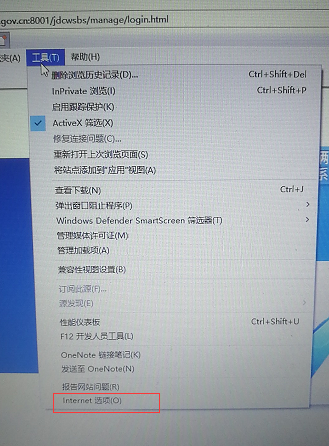 .gov.cn:8001/jdcwsbs/manage/login.html
夹(A) 工具(T) 帮助(H)
删除浏览历史记录(D)... Ctrl+Shift+Del
InPrivate 浏览(I) Ctrl+Shift+P
启用跟踪保护(K)
ActiveX 筛选(X)
修复连接问题(C)...
重新打开上次浏览页面(S)
将站点添加到“应用”视图(A)
查看下载(N) Ctrl+J
弹出窗口阻止程序(P)
Windows Defender SmartScreen 筛选器(T)
管理媒体许可证(M)
管理加载项(A)
兼容性视图设置(B)
订阅此源(F)...
源发现(E)
性能仪表板 Ctrl+Shift+U
F12 开发人员工具(L)
OneNote 链接笔记(K)
发送至 OneNote(N)
报告网站问题(R)
Internet 选项(O)